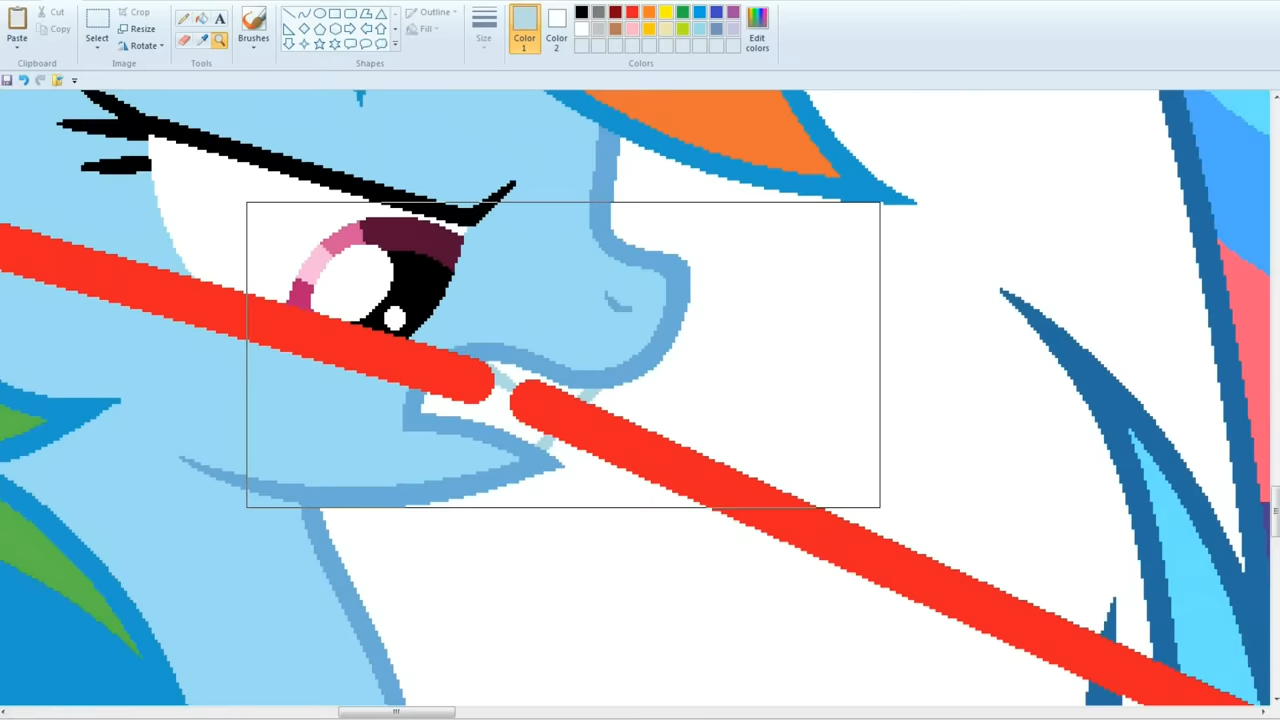 Paste
Cut
Copy
Clipboard
Select
Crop
Resize
Rotate
Image
A
Tools
Brushes
Shapes
Outline
Fill
Size
Color
1
Color
2
Edit
colors
Colors